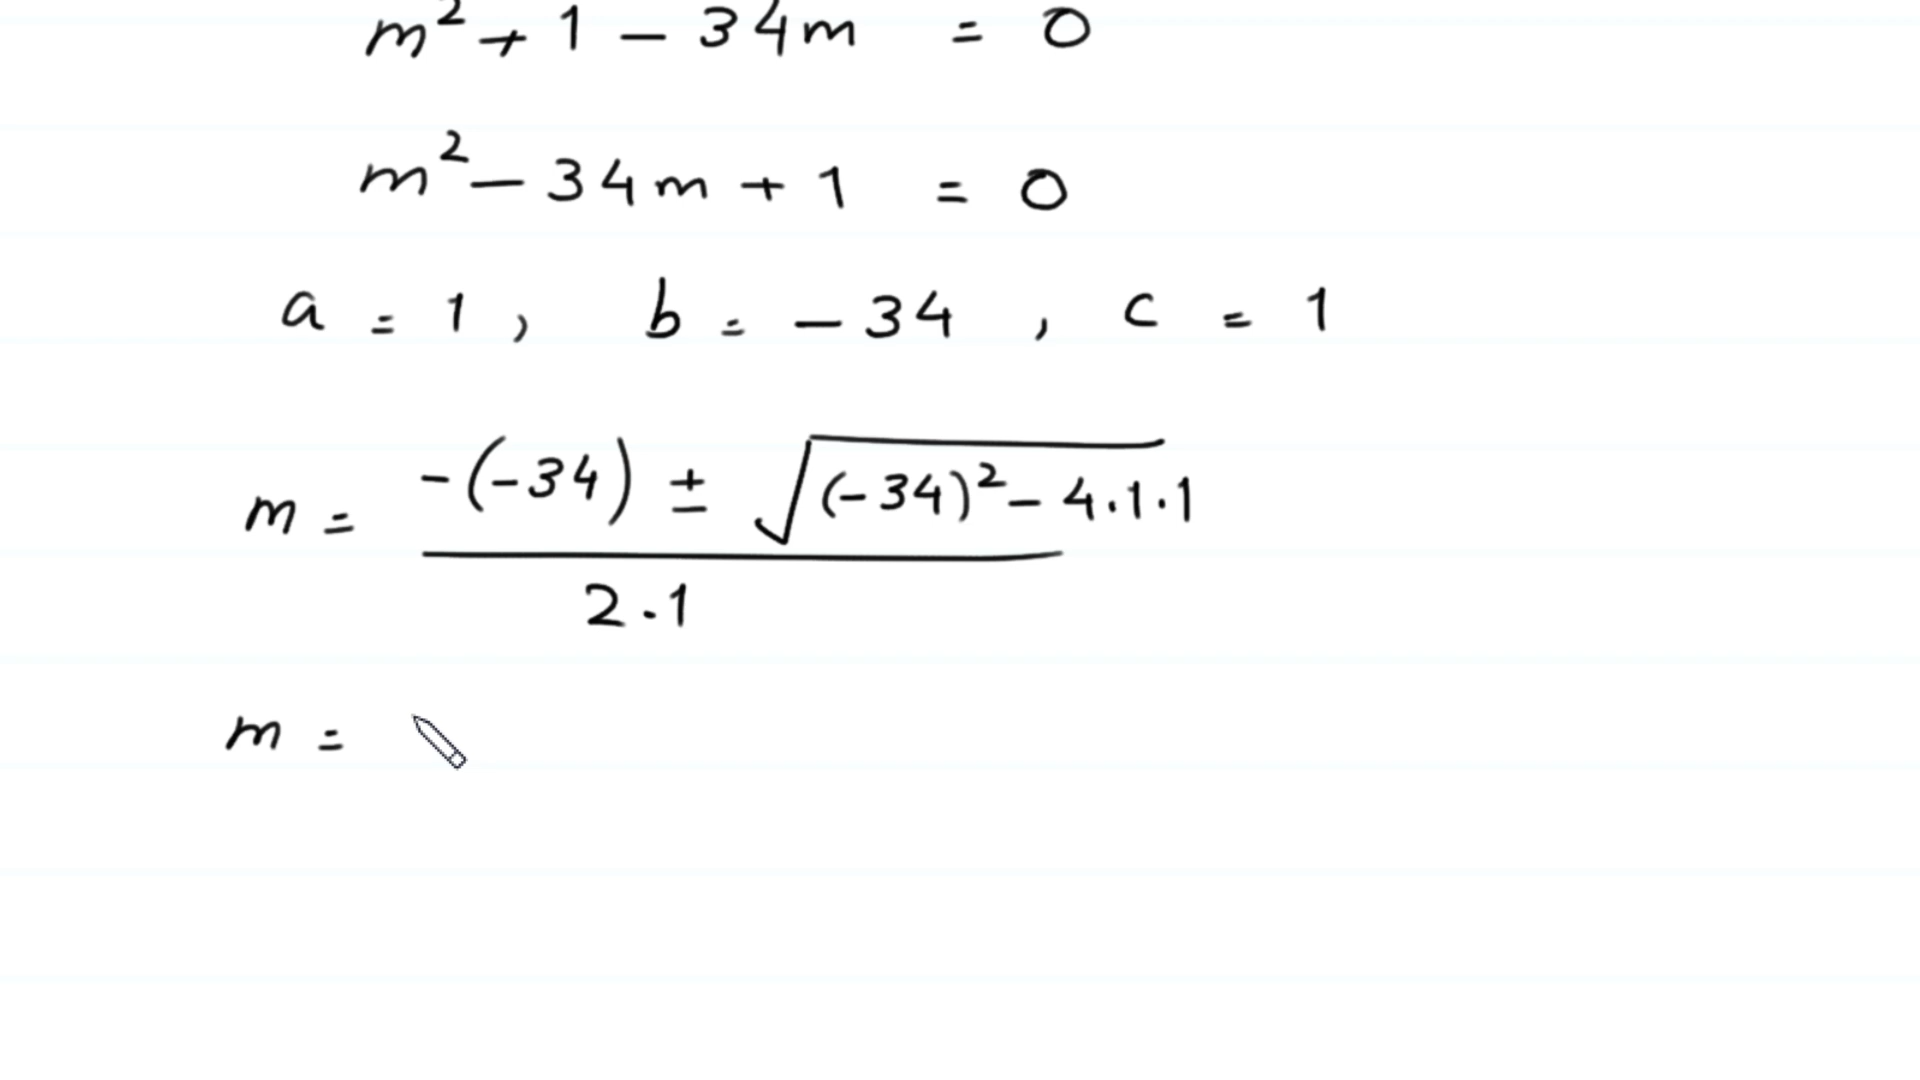 m² + 1 - 34m = 0
m² - 34m + 1 = 0
a = 1, b = -34, c = 1
m = (-(-34) ± √((-34)² - 4·1·1)) / (2·1)
m =